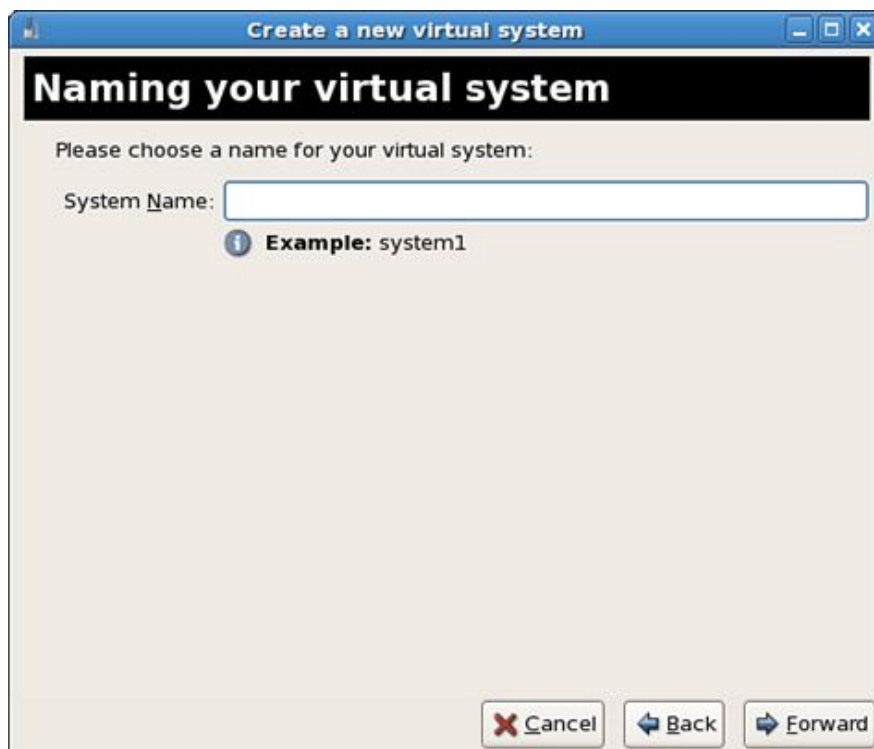 Create a new virtual system
Naming your virtual system
Please choose a name for your virtual system:
System Name:
Example: system1
Cancel Back Forward